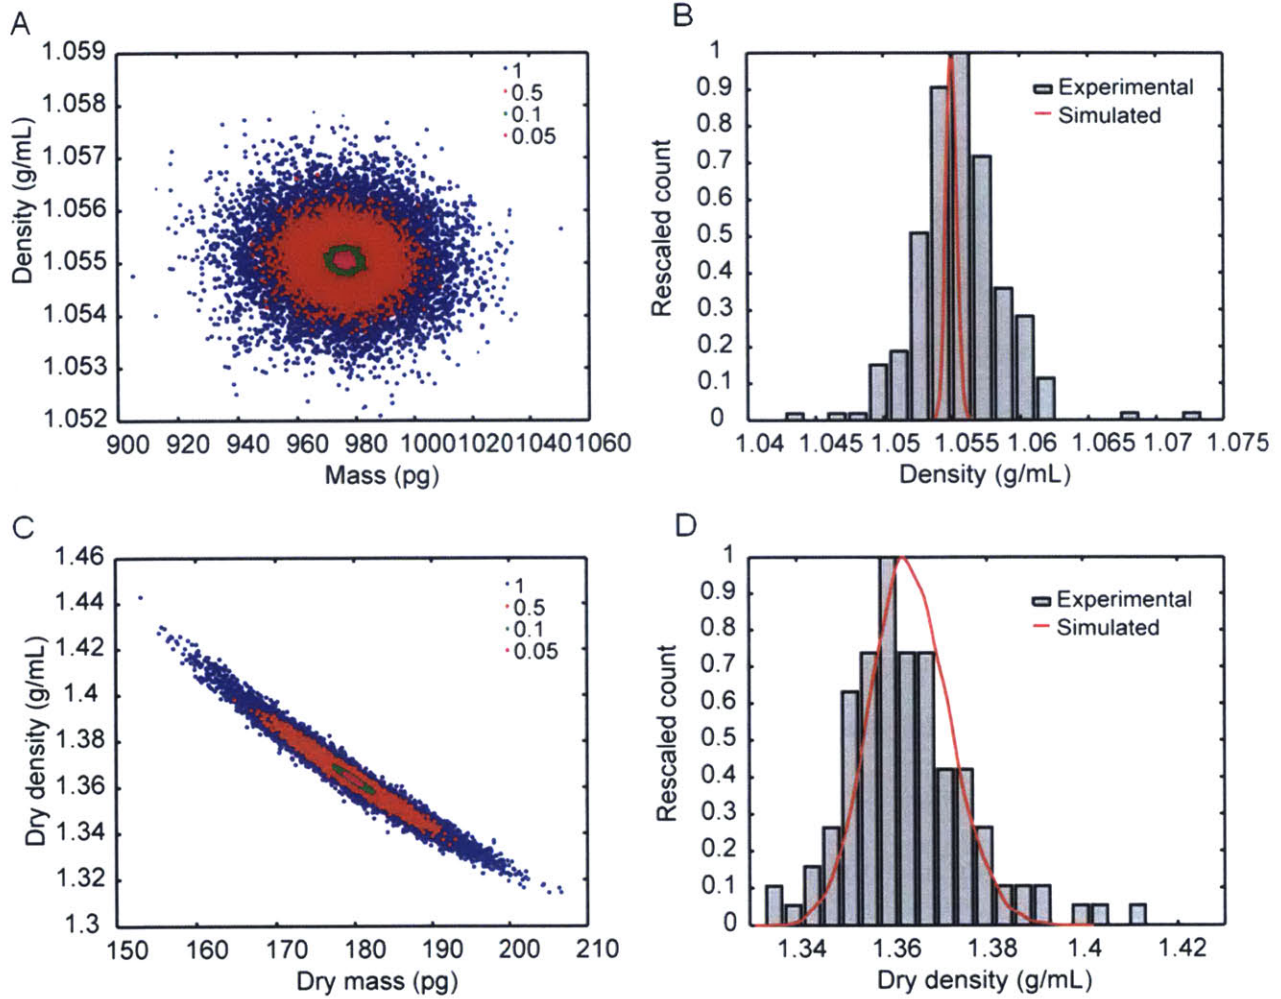 A
1.059
1.058
1.057
1.056
1.055
1.054
1.053
1.052
Density (g/mL)
1
0.5
0.1
0.05
900 920 940 960 980 1000 1020 1040 1060
Mass (pg)
B
1
0.9
0.8
0.7
0.6
0.5
0.4
0.3
0.2
0.1
0
Rescaled count
Experimental
Simulated
1.04 1.045 1.05 1.055 1.06 1.065 1.07 1.075
Density (g/mL)
C
1.46
1.44
1.42
1.4
1.38
1.36
1.34
1.32
1.3
Dry density (g/mL)
1
0.5
0.1
0.05
150 160 170 180 190 200 210
Dry mass (pg)
D
1
0.9
0.8
0.7
0.6
0.5
0.4
0.3
0.2
0.1
0
Rescaled count
Experimental
Simulated
1.34 1.36 1.38 1.4 1.42
Dry density (g/mL)